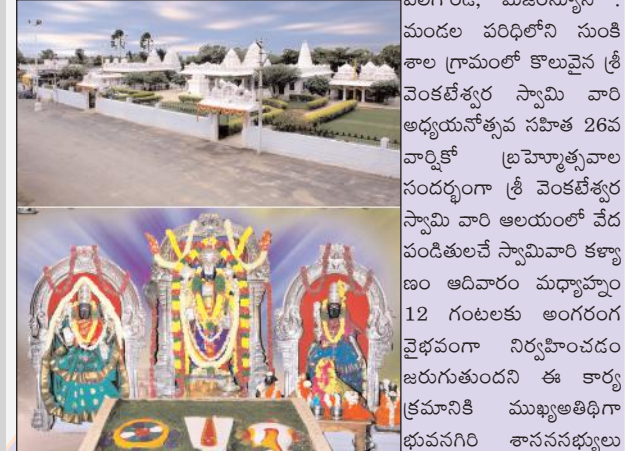 మండల పరిధిలోని సుంకి
శాల గ్రామంలో కొలువైన శ్రీ
వెంకటేశ్వర స్వామి వారి
అధ్యయనోత్సవ సహిత 26వ
వార్షికో బ్రహ్మోత్సవాల
సందర్భంగా శ్రీ వెంకటేశ్వర
స్వామి వారి ఆలయంలో వేద
పండితులచే స్వామివారి కళ్యా
ణం ఆదివారం మధ్యాహ్నం
12 గంటలకు అంగరంగ
వైభవంగా నిర్వహించడం
జరుగుతుందని ఈ కార్య
క్రమానికి ముఖ్యఅతిథిగా
భువనగిరి శాసనసభ్యులు